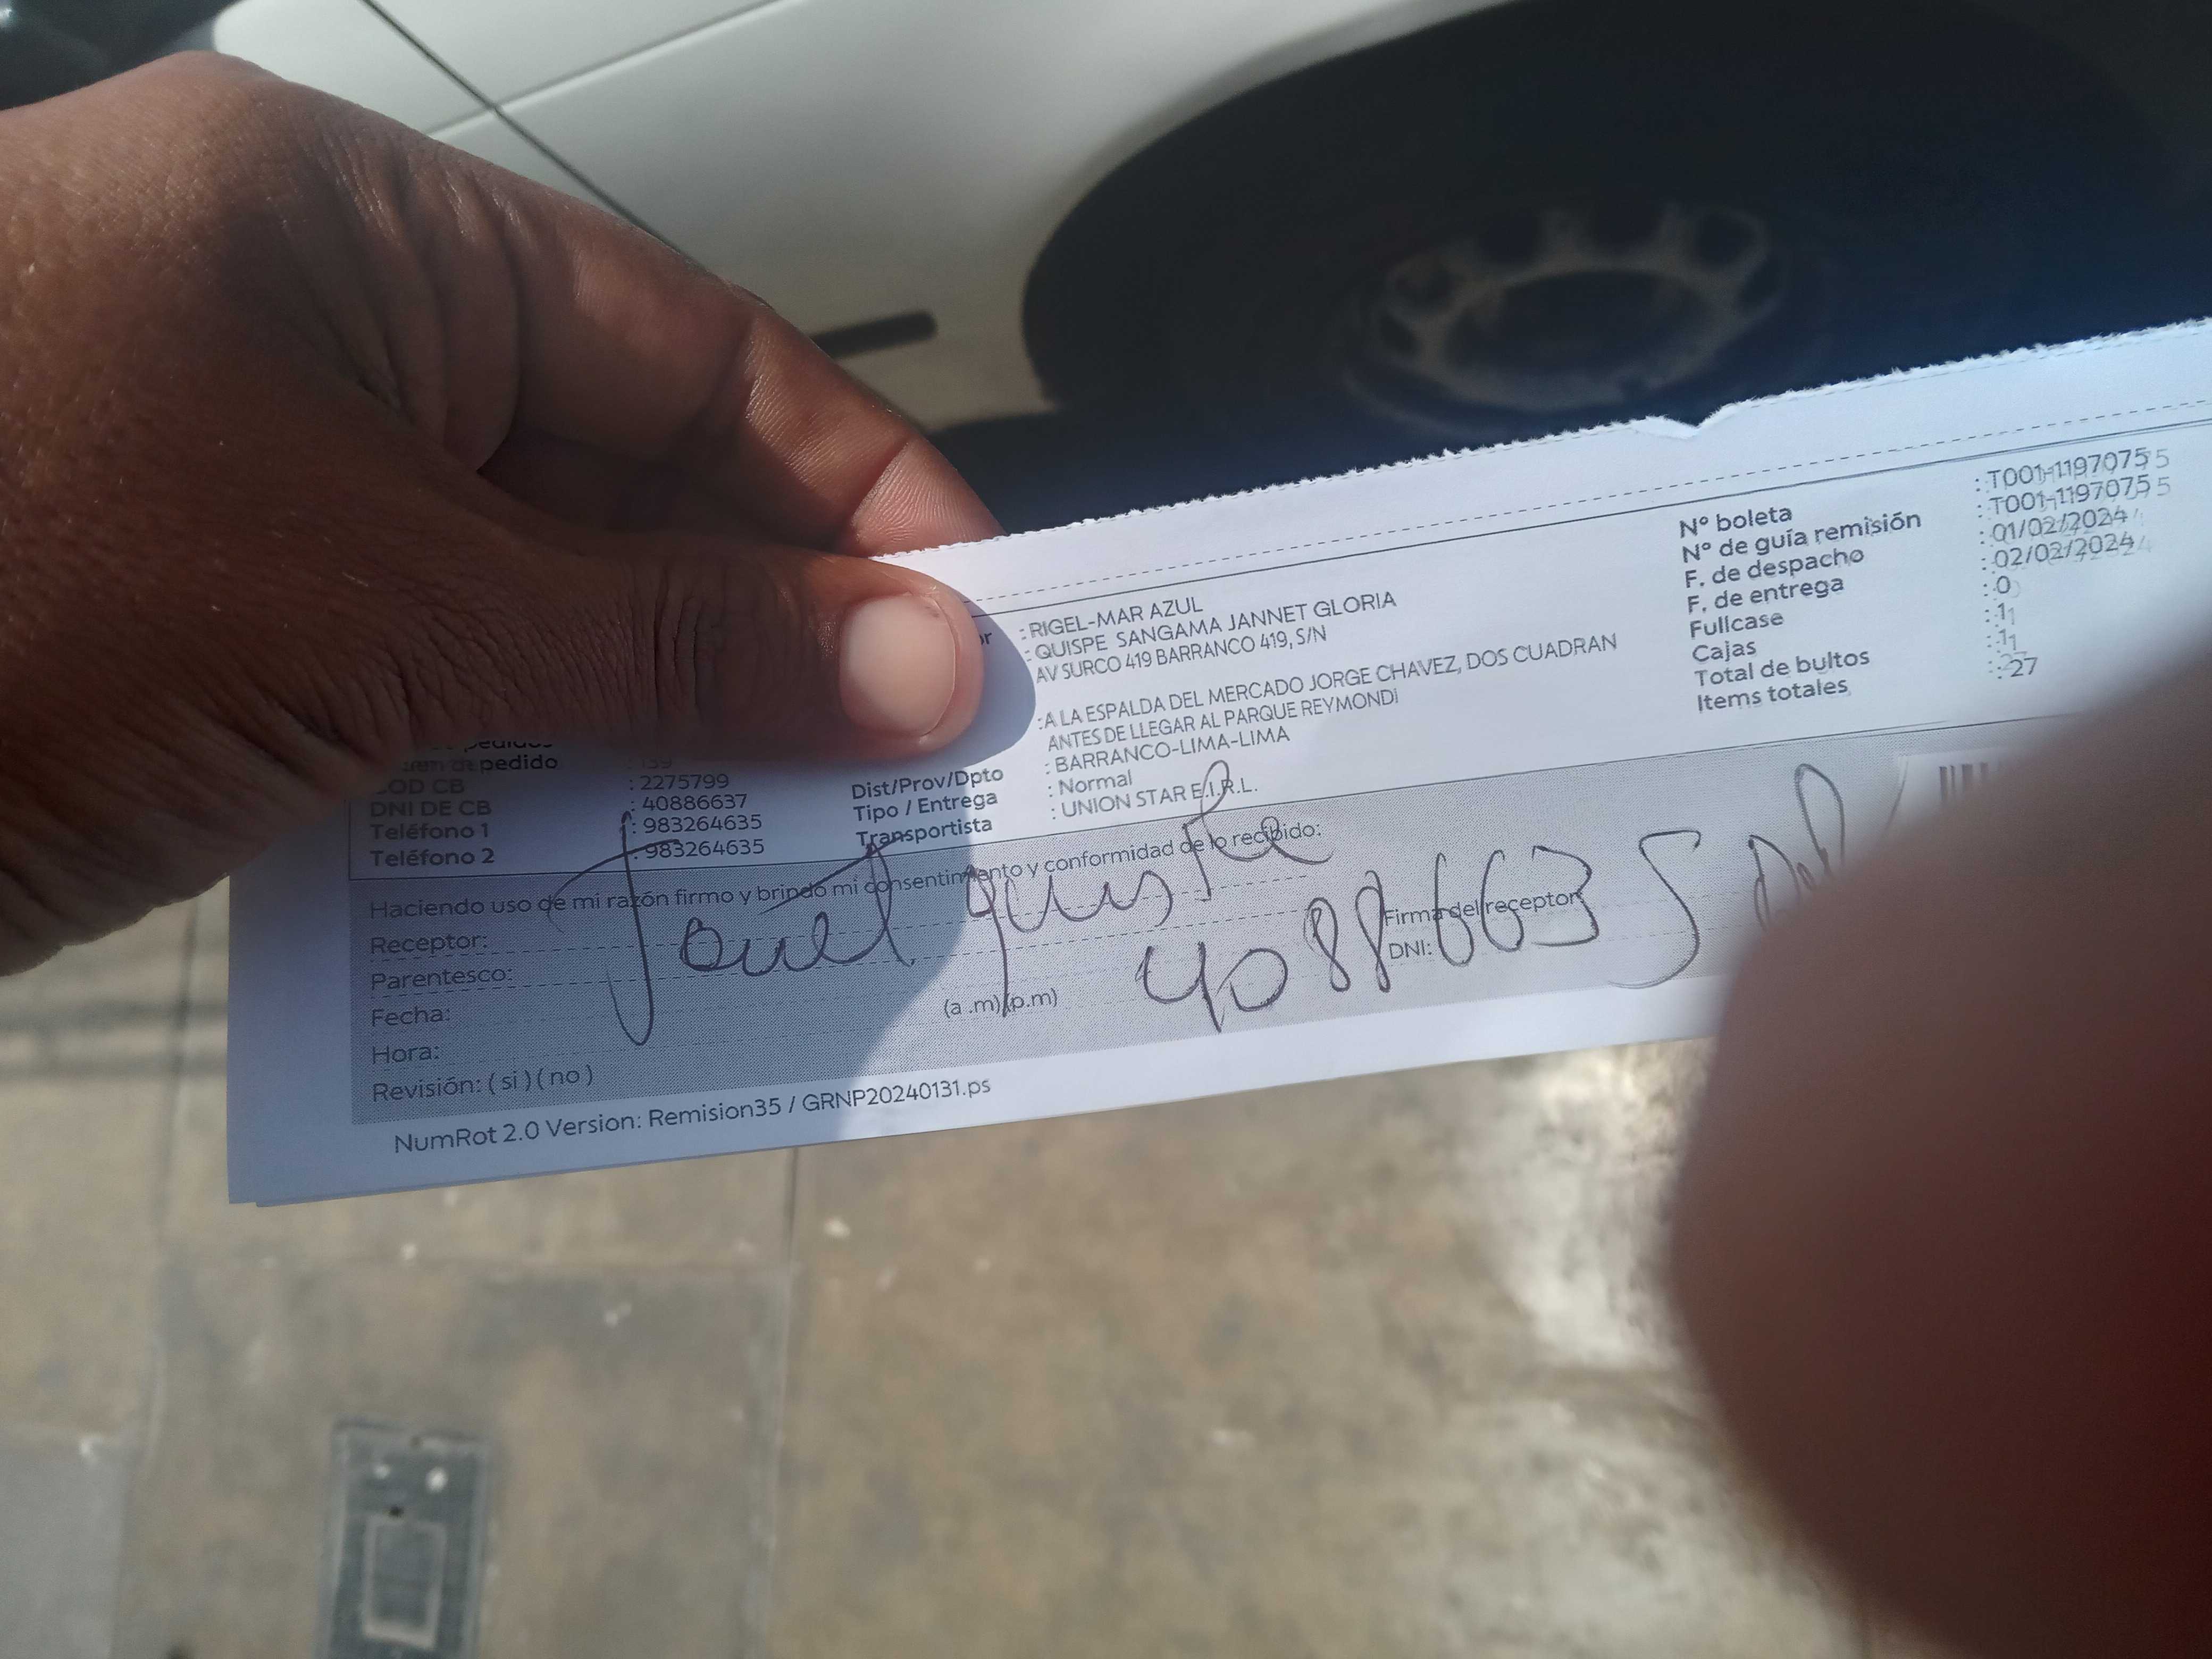 : RIGEL-MAR AZUL
: QUISPE SANGAMA JANNET GLORIA
AV SURCO 419 BARRANCO 419, S/N
: A LA ESPALDA DEL MERCADO JORGE CHAVEZ, DOS CUADRAN
ANTES DE LLEGAR AL PARQUE REYMONDi
Dist/Prov/Dpto : BARRANCO-LIMA-LIMA
Tipo / Entrega : Normal
Transportista : UNION STAR E.I.R.L.
N° boleta : T001-1197075
N° de guía remisión : T001-1197075
F. de despacho : 01/02/2024
F. de entrega : 02/02/2024
Fullcase : 0
Cajas : 1
Total de bultos : 1
Items totales : 27
pedidos
pedido : 139
COD CB : 2275799
DNI DE CB : 40886637
Teléfono 1 : 983264635
Teléfono 2 : 983264635
Haciendo uso de mi razón firmo y brindo mi consentimiento y conformidad de lo recibido:
Receptor:
Parentesco:
Fecha:
Hora: (a .m) (p.m)
Revisión: ( si ) ( no )
Firma del receptor
DNI: 40886635
NumRot 2.0 Version: Remision35 / GRNP20240131.ps